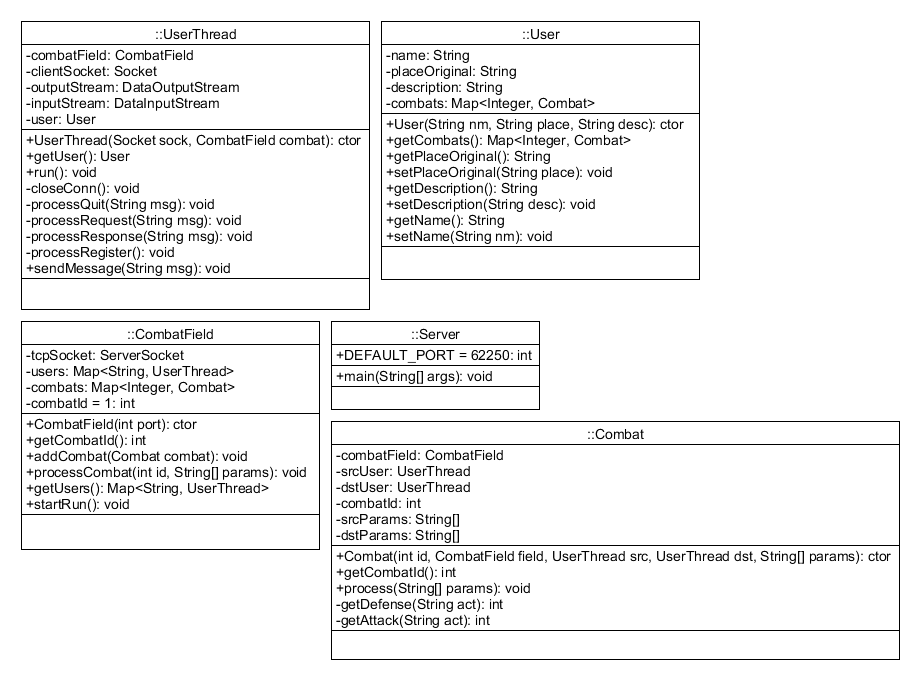 ::UserThread
-combatField: CombatField
-clientSocket: Socket
-outputStream: DataOutputStream
-inputStream: DataInputStream
-user: User
+UserThread(Socket sock, CombatField combat): ctor
+getUser(): User
+run(): void
-closeConn(): void
-processQuit(String msg): void
-processRequest(String msg): void
-processResponse(String msg): void
-processRegister(): void
+sendMessage(String msg): void
::User
-name: String
-placeOriginal: String
-description: String
-combats: Map<Integer, Combat>
+User(String nm, String place, String desc): ctor
+getCombats(): Map<Integer, Combat>
+getPlaceOriginal(): String
+setPlaceOriginal(String place): void
+getDescription(): String
+setDescription(String desc): void
+getName(): String
+setName(String nm): void
::CombatField
-tcpSocket: ServerSocket
-users: Map<String, UserThread>
-combats: Map<Integer, Combat>
-combatId = 1: int
+CombatField(int port): ctor
+getCombatId(): int
+addCombat(Combat combat): void
+processCombat(int id, String[] params): void
+getUsers(): Map<String, UserThread>
+startRun(): void
::Server
+DEFAULT_PORT = 62250: int
+main(String[] args): void
::Combat
-combatField: CombatField
-srcUser: UserThread
-dstUser: UserThread
-combatId: int
-srcParams: String[]
-dstParams: String[]
+Combat(int id, CombatField field, UserThread src, UserThread dst, String[] params): ctor
+getCombatId(): int
+process(String[] params): void
-getDefense(String act): int
-getAttack(String act): int